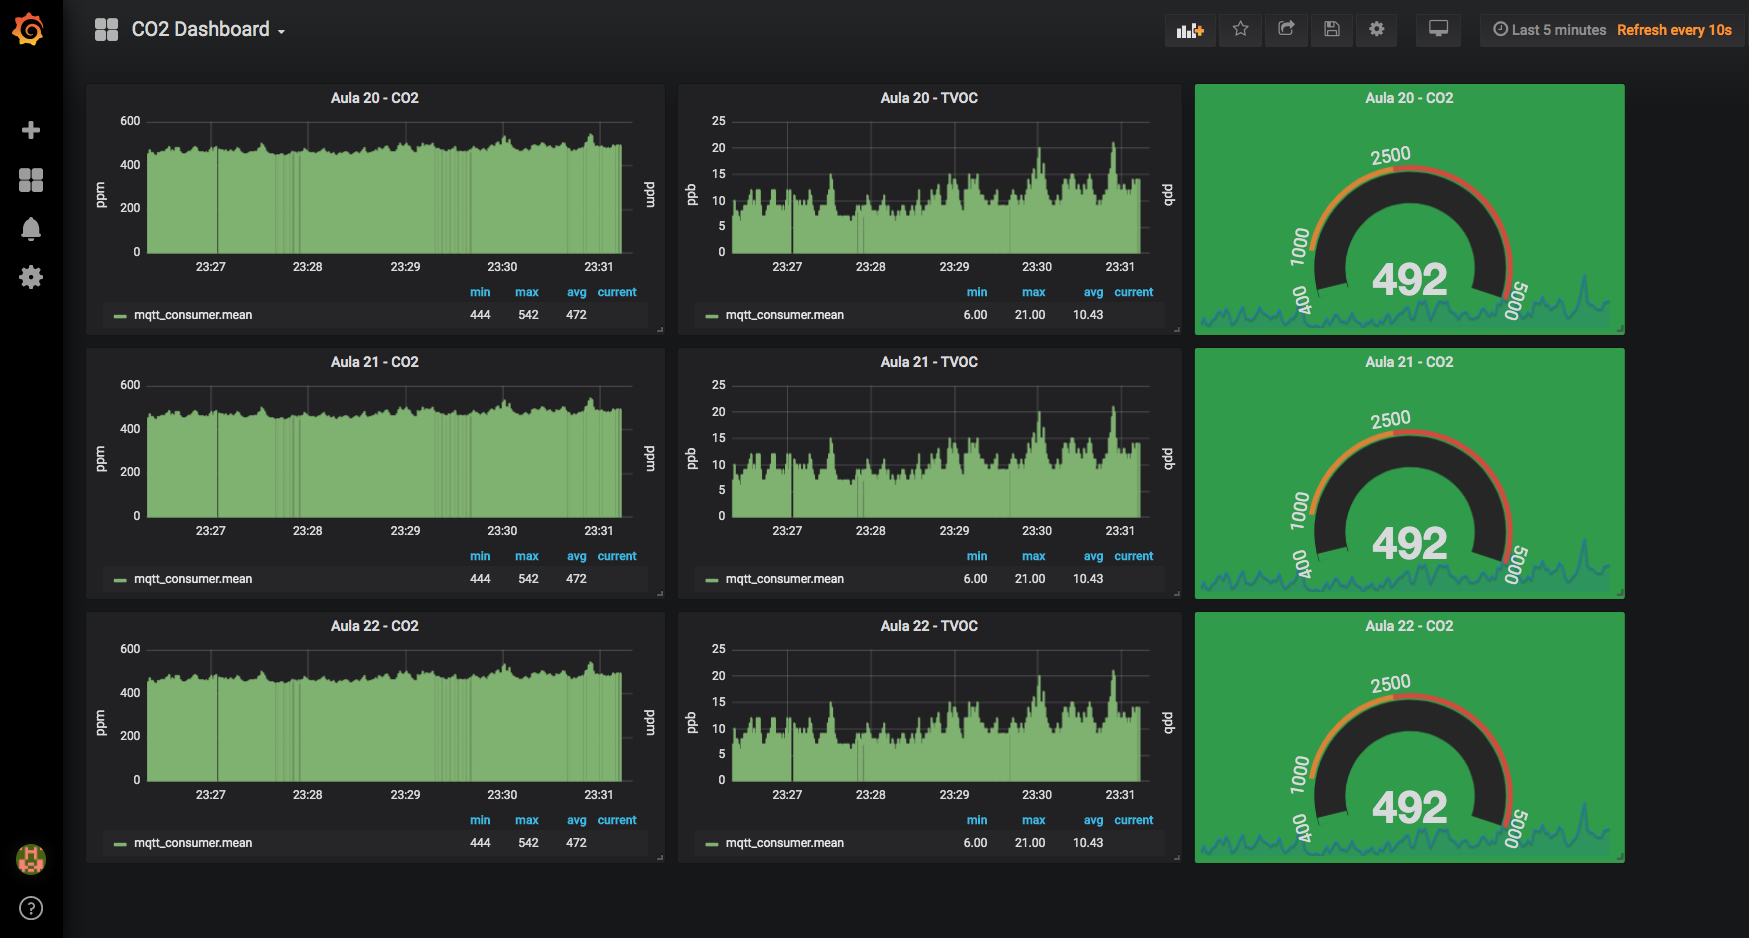 CO2 Dashboard
Last 5 minutes Refresh every 10s
Aula 20 - CO2
600
400
200
0
ppm
ppm
23:27 23:28 23:29 23:30 23:31
min max avg current
mqtt_consumer.mean 444 542 472
Aula 20 - TVOC
25
20
15
10
5
0
ppb
ppb
23:27 23:28 23:29 23:30 23:31
min max avg current
mqtt_consumer.mean 6.00 21.00 10.43
Aula 20 - CO2
2500
1000
492
400
5000
Aula 21 - CO2
600
400
200
0
ppm
ppm
23:27 23:28 23:29 23:30 23:31
min max avg current
mqtt_consumer.mean 444 542 472
Aula 21 - TVOC
25
20
15
10
5
0
ppb
ppb
23:27 23:28 23:29 23:30 23:31
min max avg current
mqtt_consumer.mean 6.00 21.00 10.43
Aula 21 - CO2
2500
1000
492
400
5000
Aula 22 - CO2
600
400
200
0
ppm
ppm
23:27 23:28 23:29 23:30 23:31
min max avg current
mqtt_consumer.mean 444 542 472
Aula 22 - TVOC
25
20
15
10
5
0
ppb
ppb
23:27 23:28 23:29 23:30 23:31
min max avg current
mqtt_consumer.mean 6.00 21.00 10.43
Aula 22 - CO2
2500
1000
492
400
5000
?